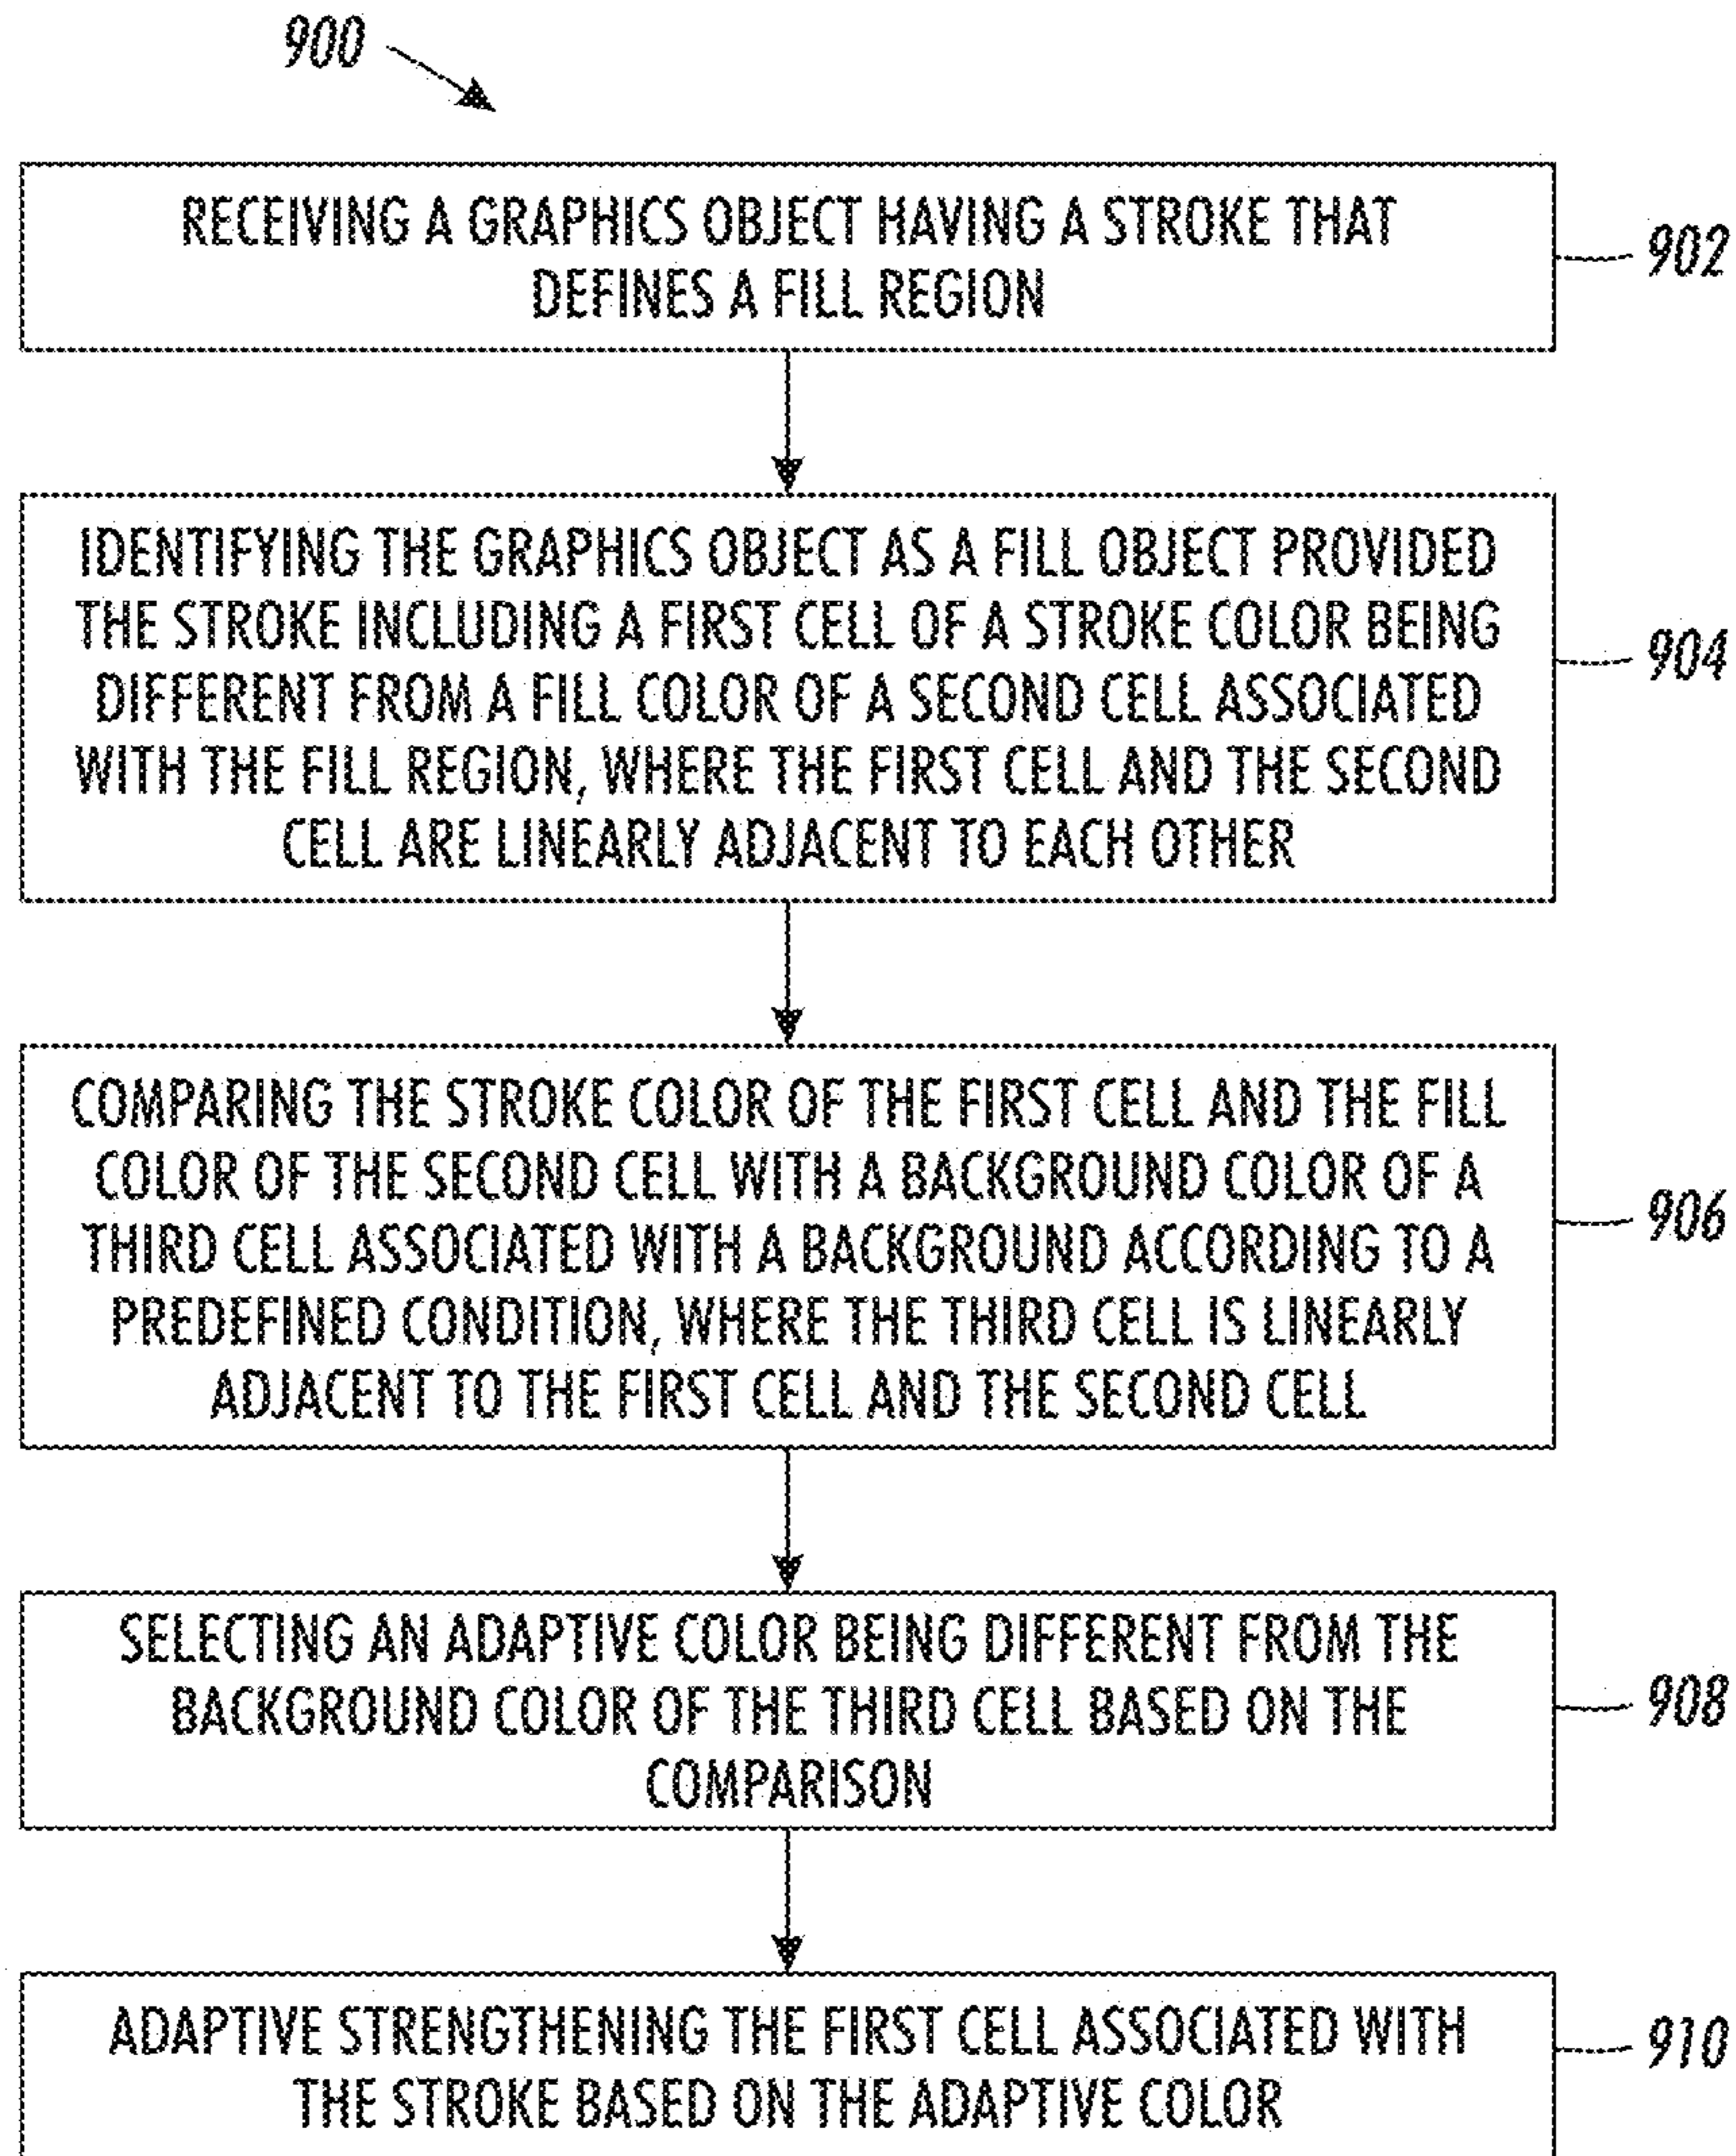 900
RECEIVING A GRAPHICS OBJECT HAVING A STROKE THAT
DEFINES A FILL REGION
902
IDENTIFYING THE GRAPHICS OBJECT AS A FILL OBJECT PROVIDED
THE STROKE INCLUDING A FIRST CELL OF A STROKE COLOR BEING
DIFFERENT FROM A FILL COLOR OF A SECOND CELL ASSOCIATED
WITH THE FILL REGION, WHERE THE FIRST CELL AND THE SECOND
CELL ARE LINEARLY ADJACENT TO EACH OTHER
904
COMPARING THE STROKE COLOR OF THE FIRST CELL AND THE FILL
COLOR OF THE SECOND CELL WITH A BACKGROUND COLOR OF A
THIRD CELL ASSOCIATED WITH A BACKGROUND ACCORDING TO A
PREDEFINED CONDITION, WHERE THE THIRD CELL IS LINEARLY
ADJACENT TO THE FIRST CELL AND THE SECOND CELL
906
SELECTING AN ADAPTIVE COLOR BEING DIFFERENT FROM THE
BACKGROUND COLOR OF THE THIRD CELL BASED ON THE
COMPARISON
908
ADAPTIVE STRENGTHENING THE FIRST CELL ASSOCIATED WITH
THE STROKE BASED ON THE ADAPTIVE COLOR
910